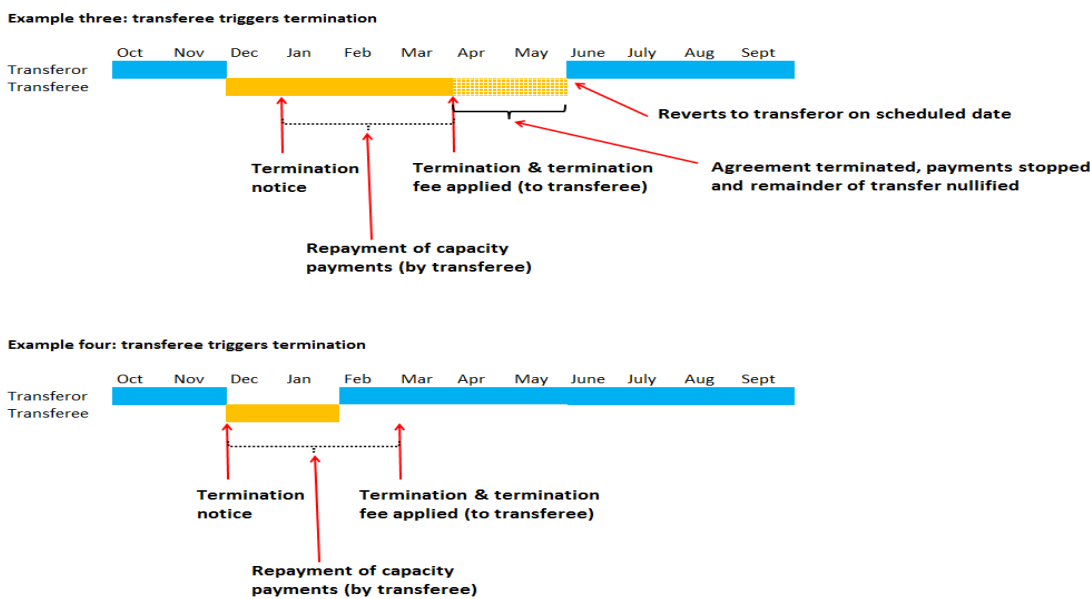 Example three: transferee triggers termination
Oct Nov Dec Jan Feb Mar Apr May June July Aug Sept
Transferor
Transferee
Reverts to transferor on scheduled date
Termination
notice
Termination & termination
fee applied (to transferee)
Agreement terminated, payments stopped
and remainder of transfer nullified
Repayment of capacity
payments (by transferee)
Example four: transferee triggers termination
Oct Nov Dec Jan Feb Mar Apr May June July Aug Sept
Transferor
Transferee
Termination
notice
Termination & termination
fee applied (to transferee)
Repayment of capacity
payments (by transferee)